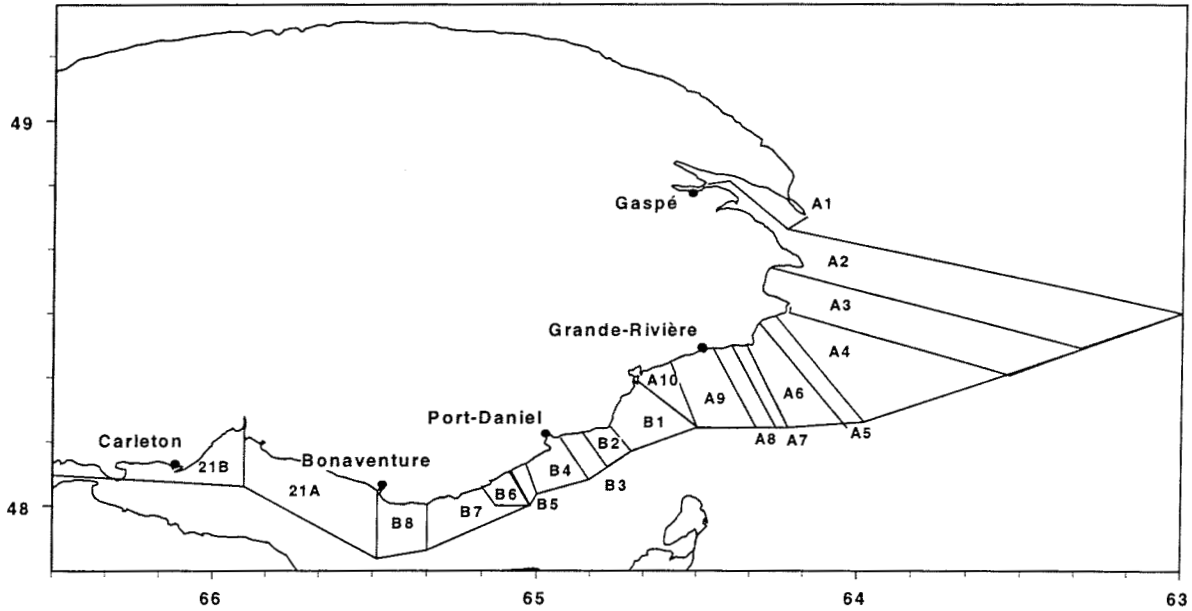 49
Gaspé
A1
A2
A3
Grande-Rivière
A4
A10
A9
A6
Port-Daniel
B1
A8
A7
A5
Carleton
B2
21B
Bonaventure
B4
B3
21A
B6
B5
48
B8
B7
66
65
64
63